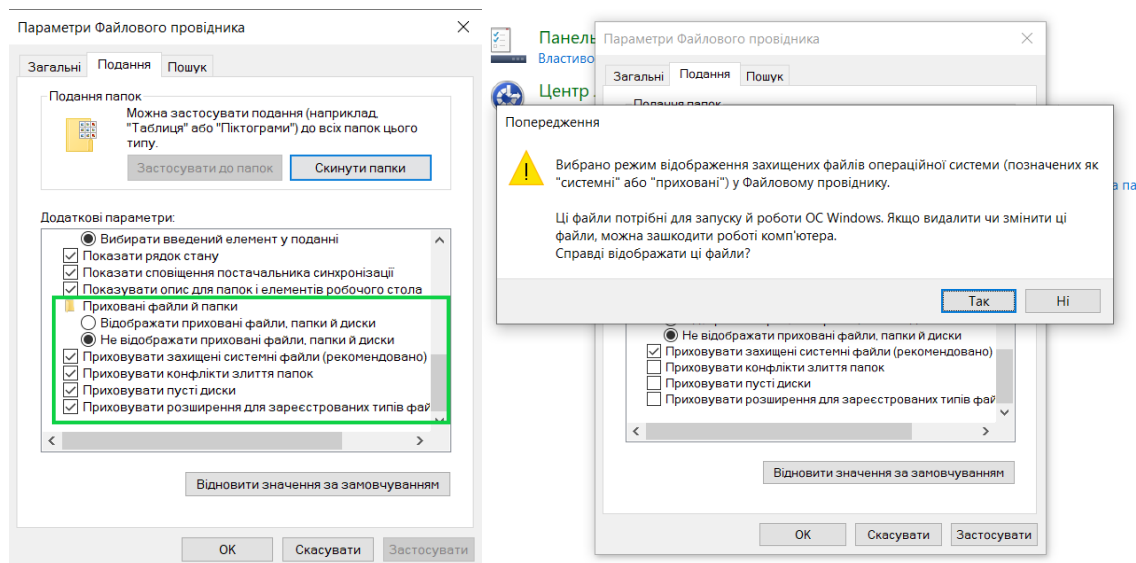 Параметри Файлового провідника
Загальні Подання Пошук
Подання папок
Можна застосувати подання (наприклад,
"Таблиця" або "Піктограми") до всіх папок цього
типу.
Застосувати до папок Скинути папки
Додаткові параметри:
Вибирати введений елемент у поданні
Показати рядок стану
Показати сповіщення постачальника синхронізації
Показувати опис для папок і елементів робочого стола
Приховані файли й папки
Відображати приховані файли, папки й диски
Не відображати приховані файли, папки й диски
Приховувати захищені системні файли (рекомендовано)
Приховувати конфлікти злиття папок
Приховувати пусті диски
Приховувати розширення для зареєстрованих типів фай
Відновити значення за замовчуванням
ОК Скасувати Застосувати
Панель
Властиво
Центр
Параметри Файлового провідника
Загальні Подання Пошук
Подання папок
Попередження
Вибрано режим відображення захищених файлів операційної системи (позначених як
"системні" або "приховані") у Файловому провіднику.
Ці файли потрібні для запуску й роботи ОС Windows. Якщо видалити чи змінити ці
файли, можна зашкодити роботі комп'ютера.
Справді відображати ці файли?
Так Ні
а па
Не відображати приховані файли, папки й диски
Приховувати захищені системні файли (рекомендовано)
Приховувати конфлікти злиття папок
Приховувати пусті диски
Приховувати розширення для зареєстрованих типів фай
Відновити значення за замовчуванням
ОК Скасувати Застосувати